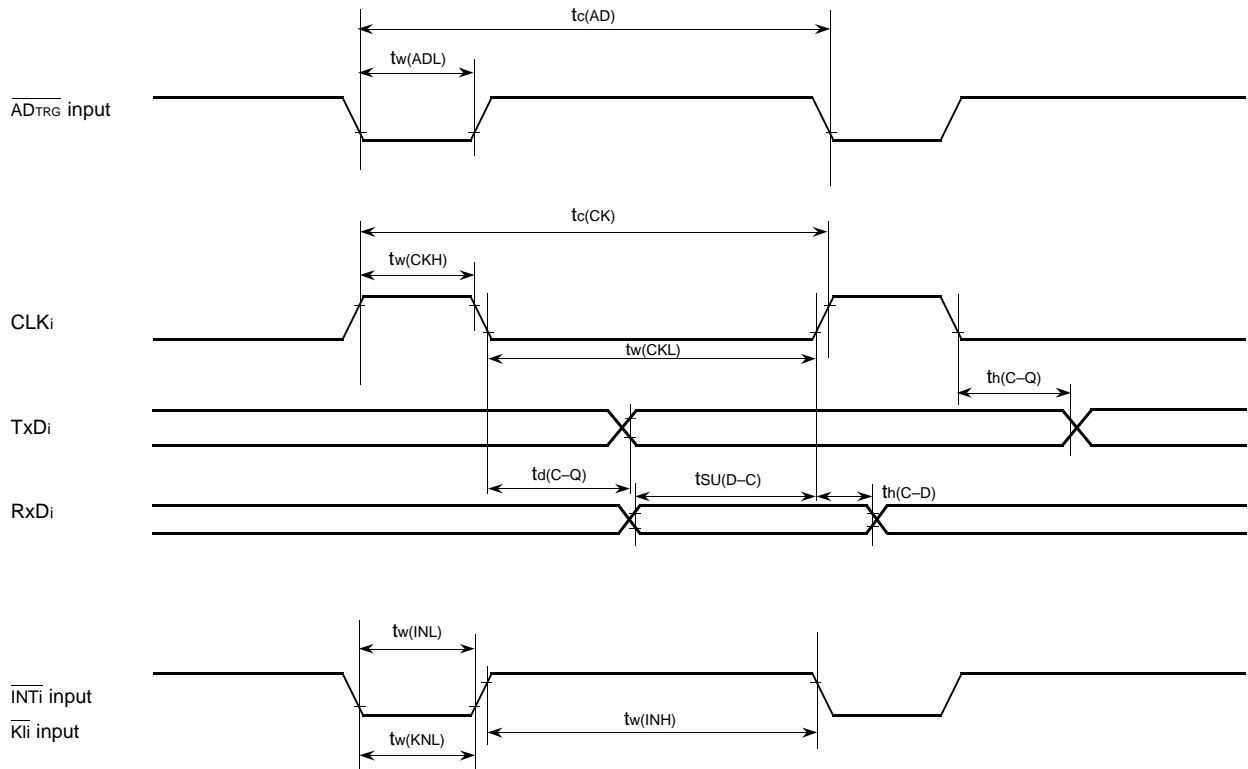 tc(AD)
tw(ADL)
ADTRG input
tc(CK)
tw(CKH)
CLKi
tw(CKL)
th(C–Q)
TxDi
td(C–Q)
tSU(D–C)
th(C–D)
RxDi
tw(INL)
INTi input
KIi input
tw(INH)
tw(KNL)